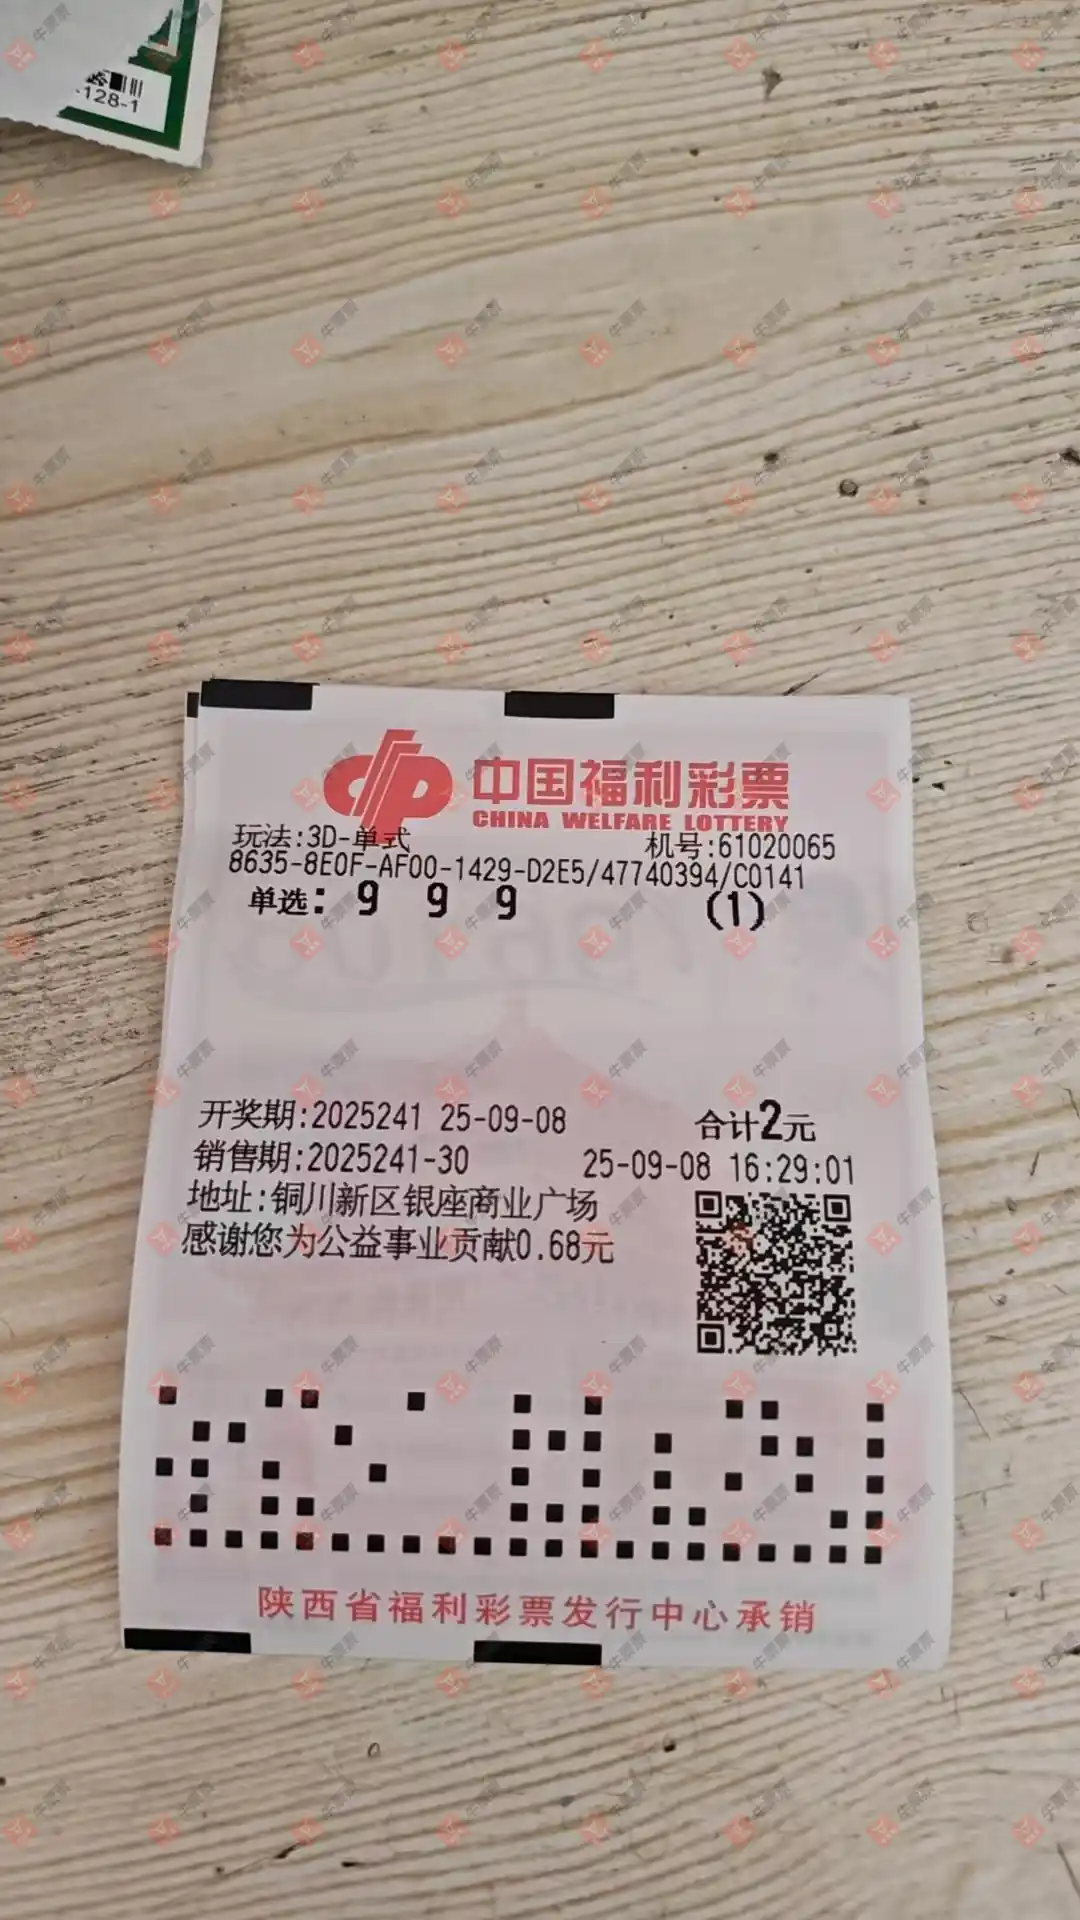 -128-1
中国福利彩票
CHINA WELFARE LOTTERY
玩法:3D-单式 机号:61020065
8635-8E0F-AF00-1429-D2E5/47740394/C0141
单选: 9 9 9 (1)
开奖期:2025241 25-09-08 合计2元
销售期:2025241-30 25-09-08 16:29:01
地址:铜川新区银座商业广场
感谢您为公益事业贡献0.68元
陕西省福利彩票发行中心承销